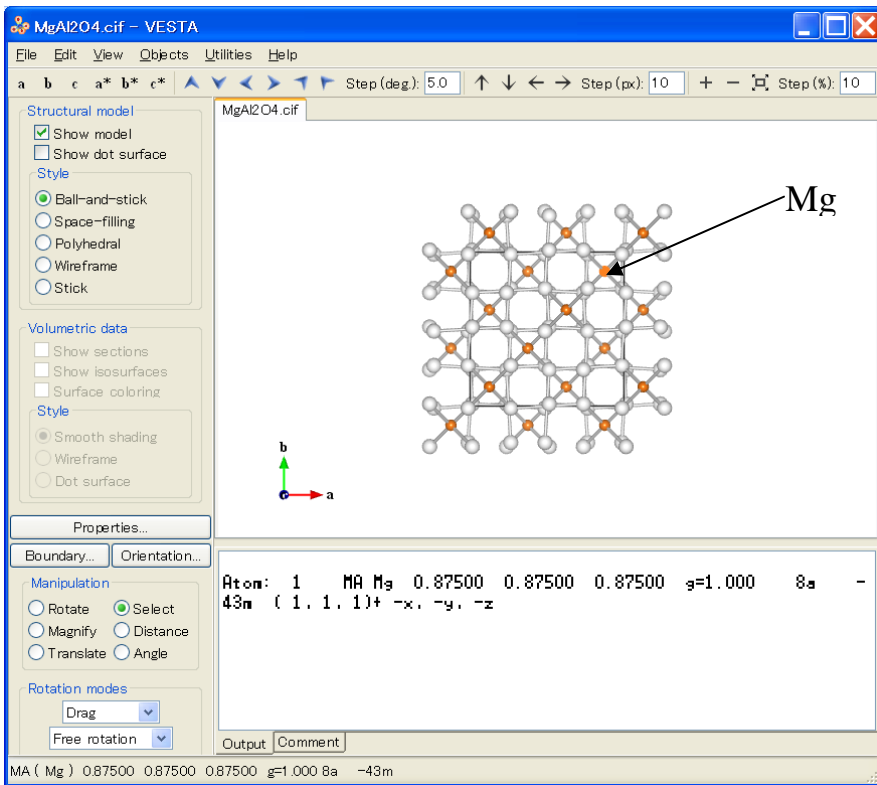 MgAl2O4.cif - VESTA
File Edit View Objects Utilities Help
a b c a* b* c* Step(deg.): 5.0 Step(px): 10 Step(%): 10
MgAl2O4.cif
Structural model
Show model
Show dot surface
Style
Ball-and-stick
Space-filling
Polyhedral
Wireframe
Stick
Volumetric data
Show sections
Show isosurfaces
Surface coloring
Style
Smooth shading
Wireframe
Dot surface
Properties...
Boundary... Orientation...
Manipulation
Rotate Select
Magnify Distance
Translate Angle
Rotation modes
Drag
Free rotation
Mg
b
a
Atom: 1 MA Mg 0.87500 0.87500 0.87500 g=1.000 8a -
43m ( 1, 1, 1)+ -x, -y, -z
Output Comment
MA ( Mg ) 0.87500 0.87500 0.87500 g=1.000 8a -43m